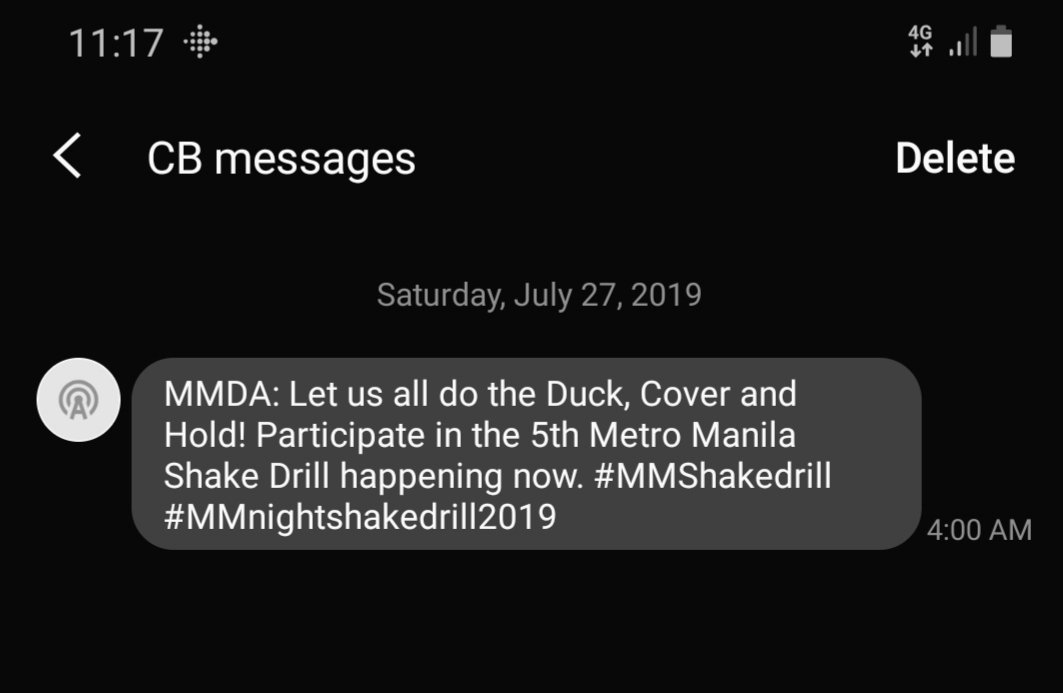 11:17
4G
CB messages
Delete
Saturday, July 27, 2019
MMDA: Let us all do the Duck, Cover and
Hold! Participate in the 5th Metro Manila
Shake Drill happening now. #MMShakedrill
#MMnightshakedrill2019
4:00 AM